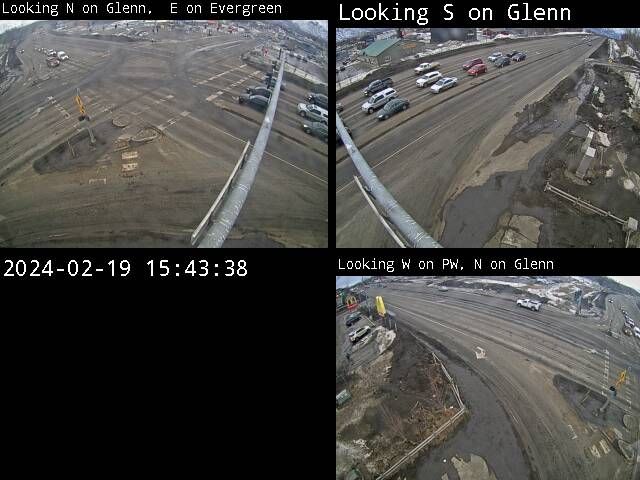 Looking N on Glenn, E on Evergreen
Looking S on Glenn
2024-02-19 15:43:38
Looking W on PW, N on Glenn